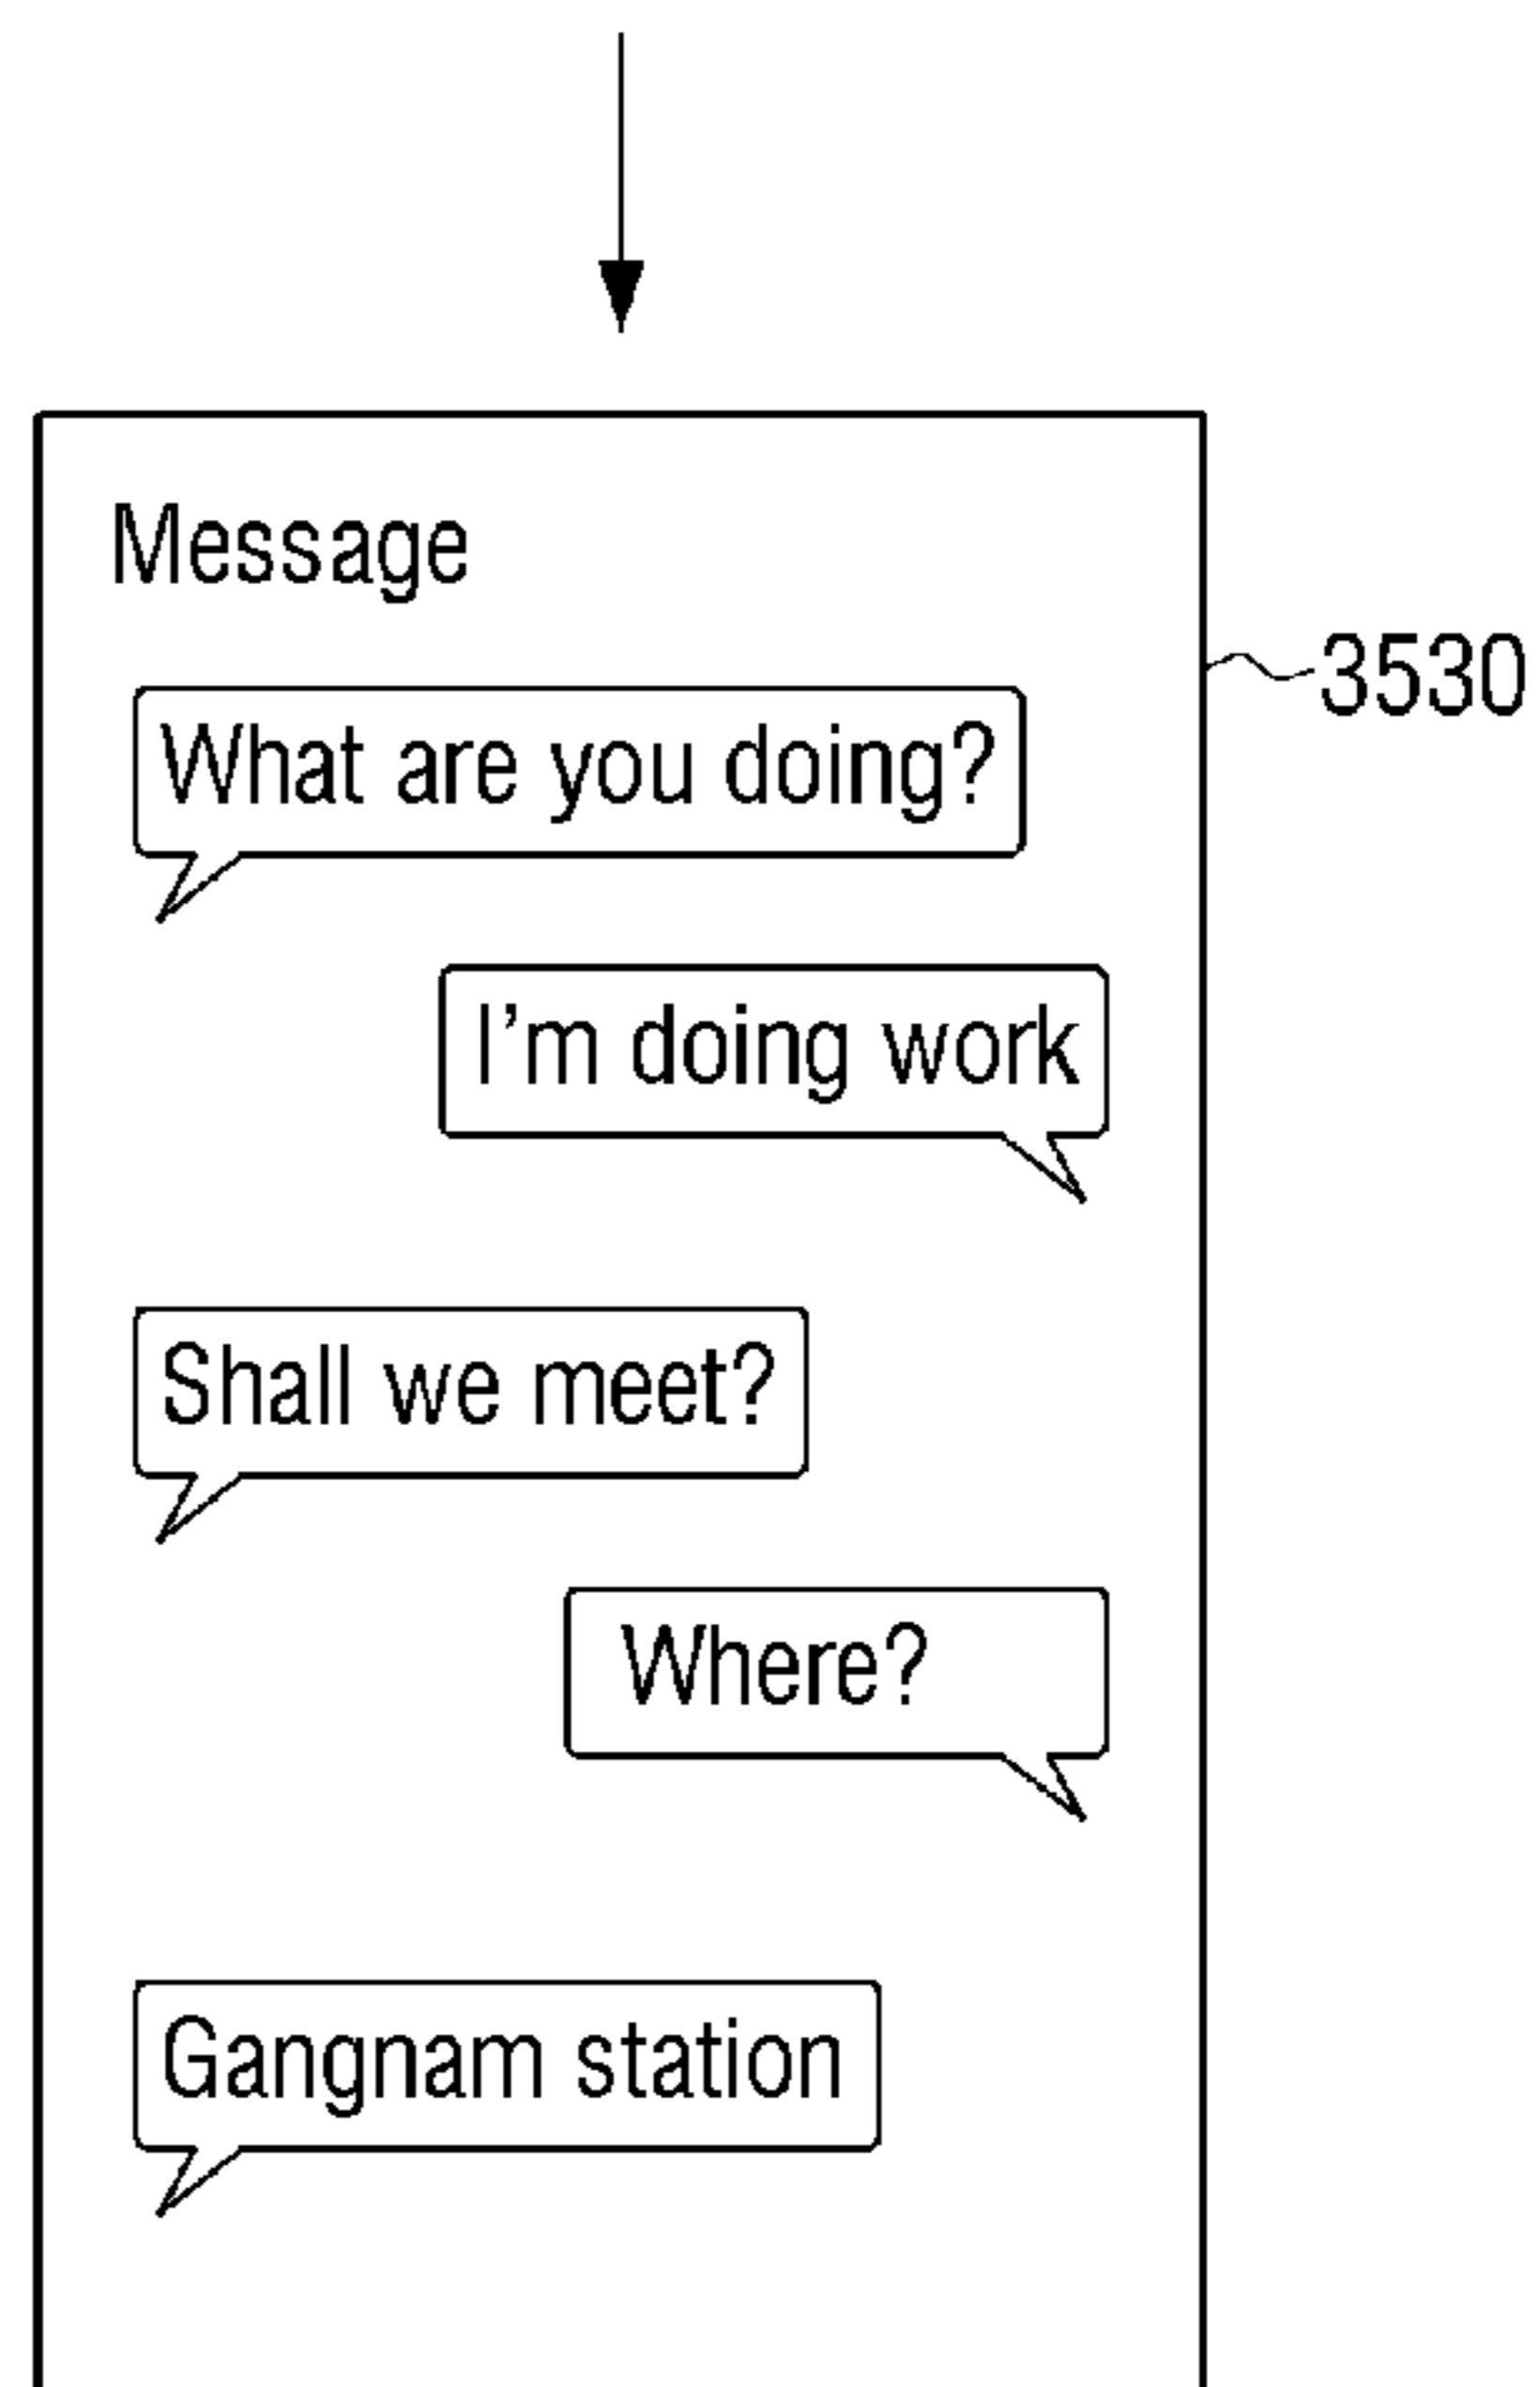 Message
3530
What are you doing?
I'm doing work
Shall we meet?
Where?
Gangnam station